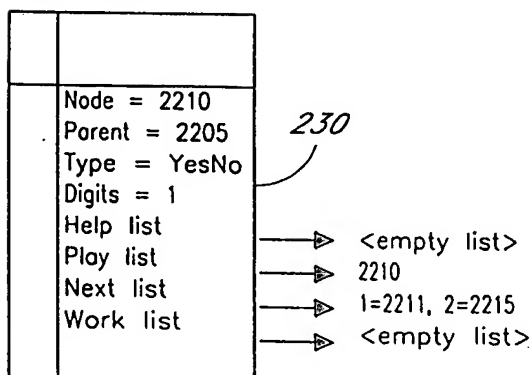 Node = 2210
Parent = 2205
230
Type = YesNo
Digits = 1
Help list
<empty list>
Play list
2210
Next list
1=2211, 2=2215
Work list
<empty list>